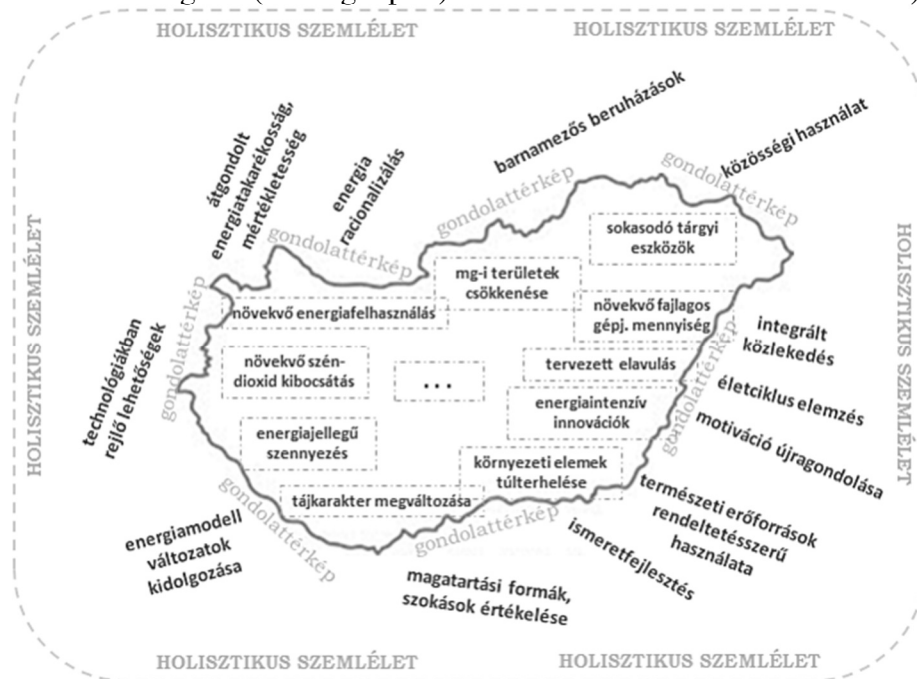 HOLISZTIKUS SZEMLÉLET
HOLISZTIKUS SZEMLÉLET
barnamezős beruházások
közösségi használat
átgondolt
energiatakarékosság,
mértékletesség
energia
racionalizálás
gondolattérkép
gondolattérkép
gondolattérkép
sokasodó tárgyi
eszközök
mg-i területek
csökkenése
növekvő energiafelhasználás
növekvő fajlagos
gépj. mennyiség
HOLISZTIKUS SZEMLÉLET
HOLISZTIKUS SZEMLÉLET
technológiákban
rejlő lehetőségek
gondolattérkép
növekvő szén-
dioxid kibocsátás
...
tervezett elavulás
energiaintenzív
innovációk
gondolattérkép
integrált
közlekedés
életciklus elemzés
motiváció újragondolása
energiajellegű
szennyezés
környezeti elemek
túlterhelése
tájkarakter megváltozása
természeti erőforrások
rendeltetésszerű
használata
ismeretfejlesztés
gondolattérkép
gondolattérkép
energiamodell
változatok
kidolgozása
magatartási formák,
szokások értékelése
HOLISZTIKUS SZEMLÉLET
HOLISZTIKUS SZEMLÉLET